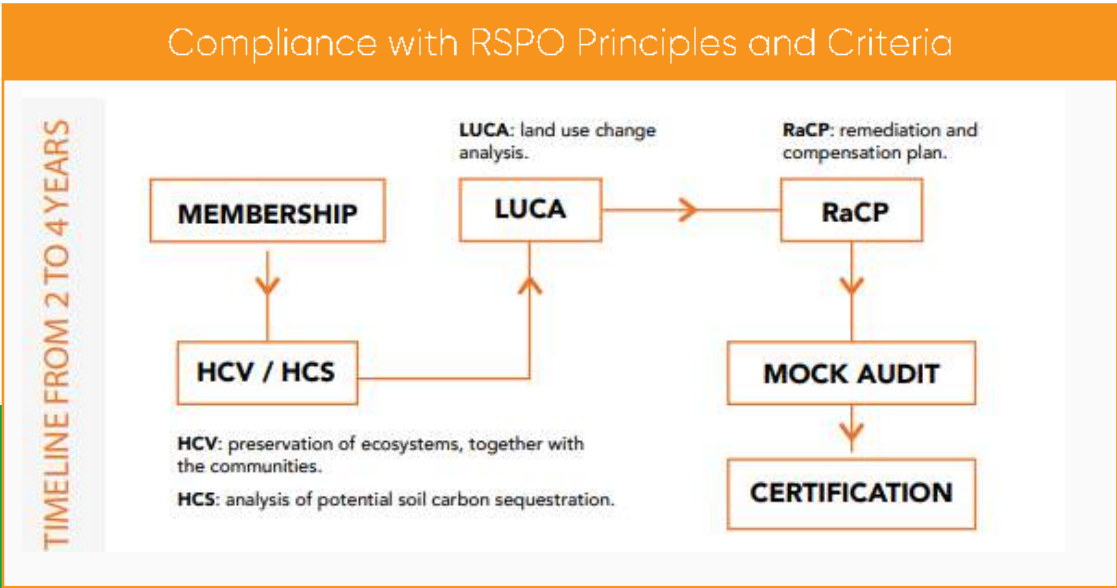 Compliance with RSPO Principles and Criteria
TIMELINE FROM 2 TO 4 YEARS
MEMBERSHIP
HCV / HCS
HCV: preservation of ecosystems, together with
the communities.
HCS: analysis of potential soil carbon sequestration.
LUCA: land use change
analysis.
LUCA
RaCP: remediation and
compensation plan.
RaCP
MOCK AUDIT
CERTIFICATION